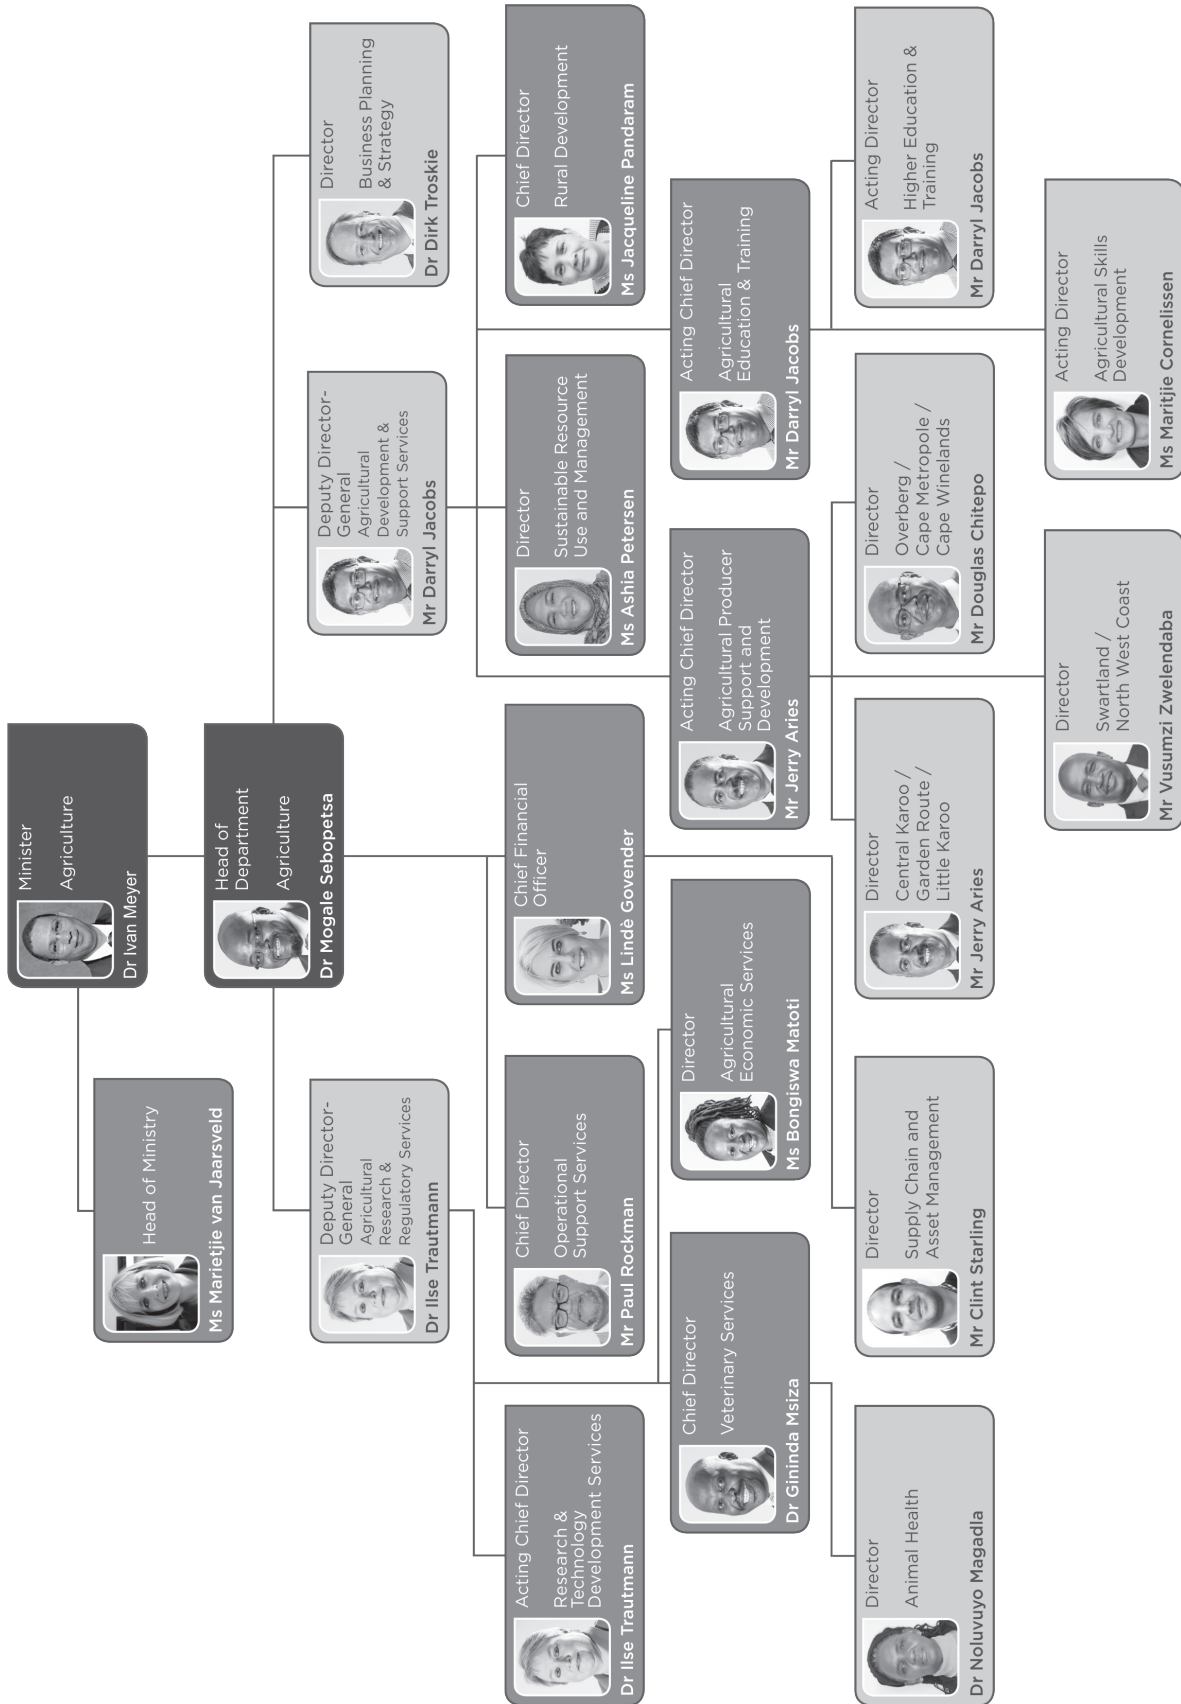 Minister
Agriculture
Dr Ivan Meyer
Head of Ministry
Ms Marietjie van Jaarsveld
Head of
Department
Agriculture
Dr Mogale Sebopetsa
Deputy Director-
General
Agricultural
Research &
Regulatory Services
Dr Ilse Trautmann
Deputy Director-
General
Agricultural
Development &
Support Services
Mr Darryl Jacobs
Director
Business Planning
& Strategy
Dr Dirk Troskie
Acting Chief Director
Research &
Technology
Development Services
Dr Ilse Trautmann
Chief Director
Operational
Support Services
Mr Paul Rockman
Chief Financial
Officer
Ms Lindè Govender
Director
Sustainable Resource
Use and Management
Ms Ashia Petersen
Chief Director
Rural Development
Ms Jacqueline Pandaram
Chief Director
Veterinary Services
Dr Gininda Msiza
Director
Agricultural
Economic Services
Ms Bongiswa Matoti
Acting Chief Director
Agricultural Producer
Support and
Development
Mr Jerry Aries
Acting Chief Director
Agricultural
Education & Training
Mr Darryl Jacobs
Director
Animal Health
Dr Noluvuyo Magadla
Director
Supply Chain and
Asset Management
Mr Clint Starling
Director
Central Karoo /
Garden Route /
Little Karoo
Mr Jerry Aries
Director
Overberg /
Cape Metropole /
Cape Winelands
Mr Douglas Chitepo
Acting Director
Higher Education &
Training
Mr Darryl Jacobs
Director
Swartland /
North West Coast
Mr Vusumzi Zwelendaba
Acting Director
Agricultural Skills
Development
Ms Maritjie Cornelissen